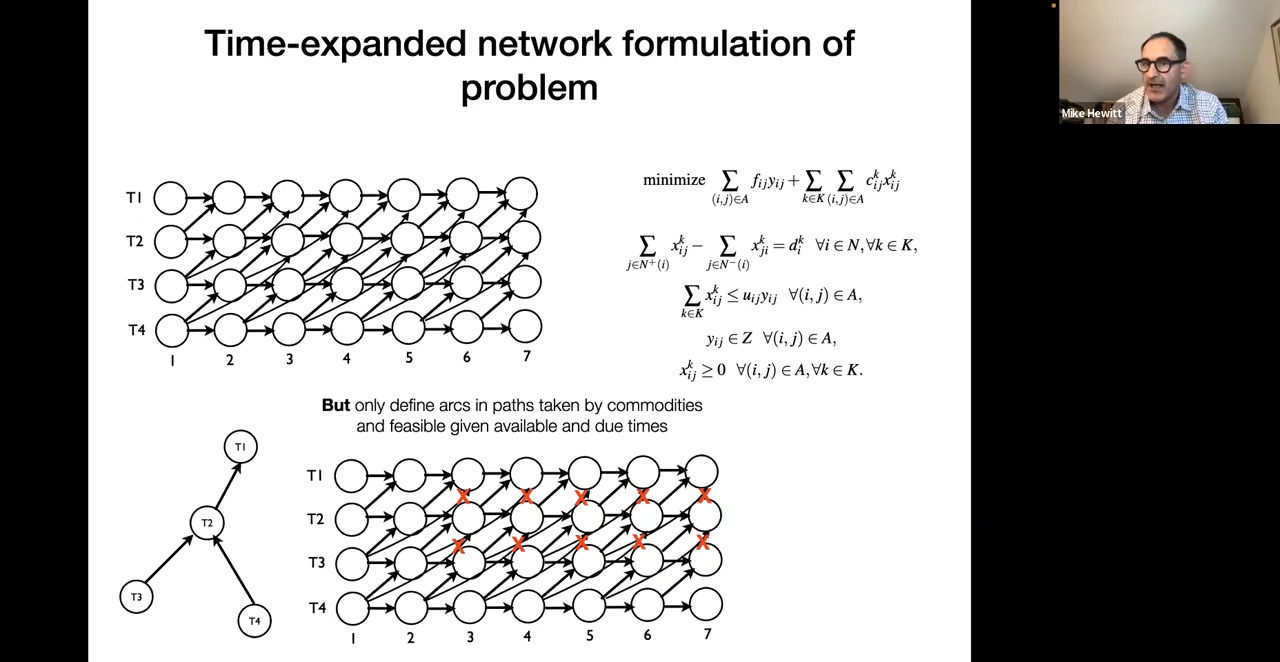 Time-expanded network formulation of
problem
Mike Hewitt
T1
T2
T3
T4
1 2 3 4 5 6 7
minimize ∑_{(i,j)∈A} f_{ij}y_{ij} + ∑_{k∈K} ∑_{(i,j)∈A} c^k_{ij}x^k_{ij}
∑_{j∈N^+(i)} x^k_{ij} − ∑_{j∈N^-(i)} x^k_{ji} = d^k_i ∀i ∈ N, ∀k ∈ K,
∑_{k∈K} x^k_{ij} ≤ u_{ij}y_{ij} ∀(i,j) ∈ A,
y_{ij} ∈ Z ∀(i,j) ∈ A,
x^k_{ij} ≥ 0 ∀(i,j) ∈ A, ∀k ∈ K.
But only define arcs in paths taken by commodities
and feasible given available and due times
T1
T2
T3
T4
T1
X X X X X
T2
X X X X X
T3
T4
1 2 3 4 5 6 7